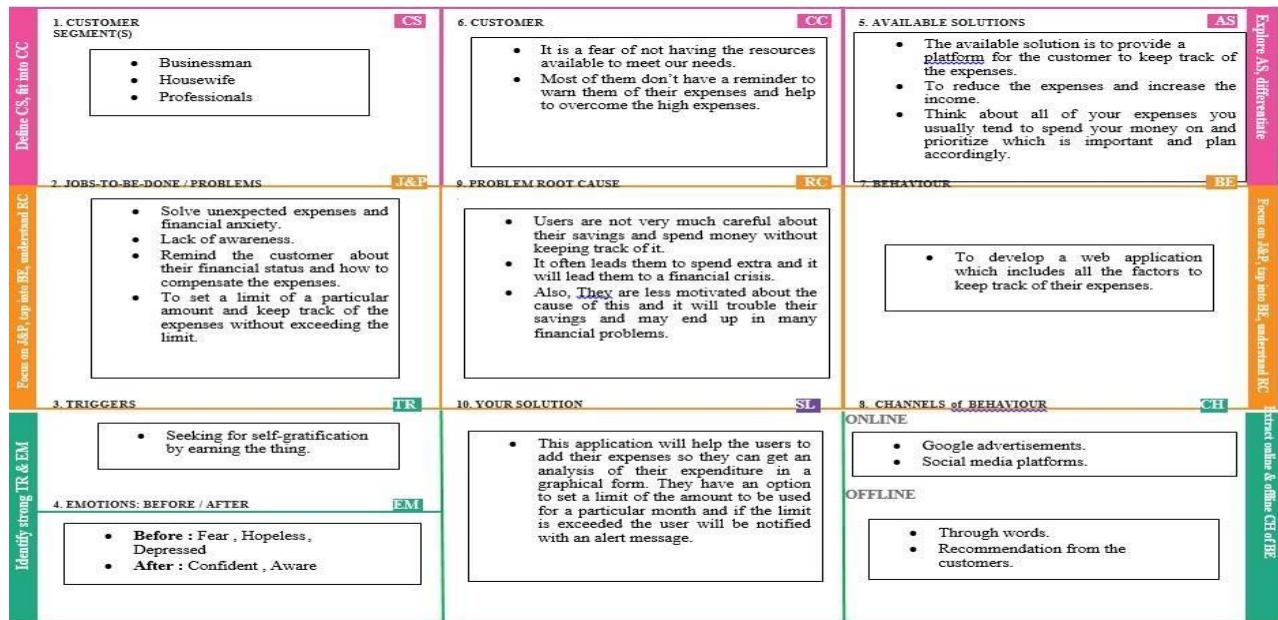 Define CS, fit into CC
1. CUSTOMER
SEGMENT(S)
CS
• Businessman
• Housewife
• Professionals
6. CUSTOMER
CC
• It is a fear of not having the resources
available to meet our needs.
• Most of them don't have a reminder to
warn them of their expenses and help
to overcome the high expenses.
5. AVAILABLE SOLUTIONS
AS
• The available solution is to provide a
platform for the customer to keep track of
the expenses.
• To reduce the expenses and increase the
income.
• Think about all of your expenses you
usually tend to spend your money on and
prioritize which is important and plan
accordingly.
Explore AS, differentiate
Focus on J&P, tap into BE, understand RC
2. JOBS-TO-BE-DONE / PROBLEMS
J&P
• Solve unexpected expenses and
financial anxiety.
• Lack of awareness.
• Remind the customer about
their financial status and how to
compensate the expenses.
• To set a limit of a particular
amount and keep track of the
expenses without exceeding the
limit.
9. PROBLEM ROOT CAUSE
RC
• Users are not very much careful about
their savings and spend money without
keeping track of it.
• It often leads them to spend extra and it
will lead them to a financial crisis.
• Also, They are less motivated about the
cause of this and it will trouble their
savings and may end up in many
financial problems.
7. BEHAVIOUR
BE
• To develop a web application
which includes all the factors to
keep track of their expenses.
Focus on J&P, tap into BE, understand RC
Identify strong TR & EM
3. TRIGGERS
TR
• Seeking for self-gratification
by earning the thing.
4. EMOTIONS: BEFORE / AFTER
EM
• Before : Fear , Hopeless,
Depressed
• After : Confident , Aware
10. YOUR SOLUTION
SL
• This application will help the users to
add their expenses so they can get an
analysis of their expenditure in a
graphical form. They have an option
to set a limit of the amount to be used
for a particular month and if the limit
is exceeded the user will be notified
with an alert message.
8. CHANNELS of BEHAVIOUR
CH
ONLINE
• Google advertisements.
• Social media platforms.
OFFLINE
• Through words.
• Recommendation from the
customers.
Extract online & offline CH of BE